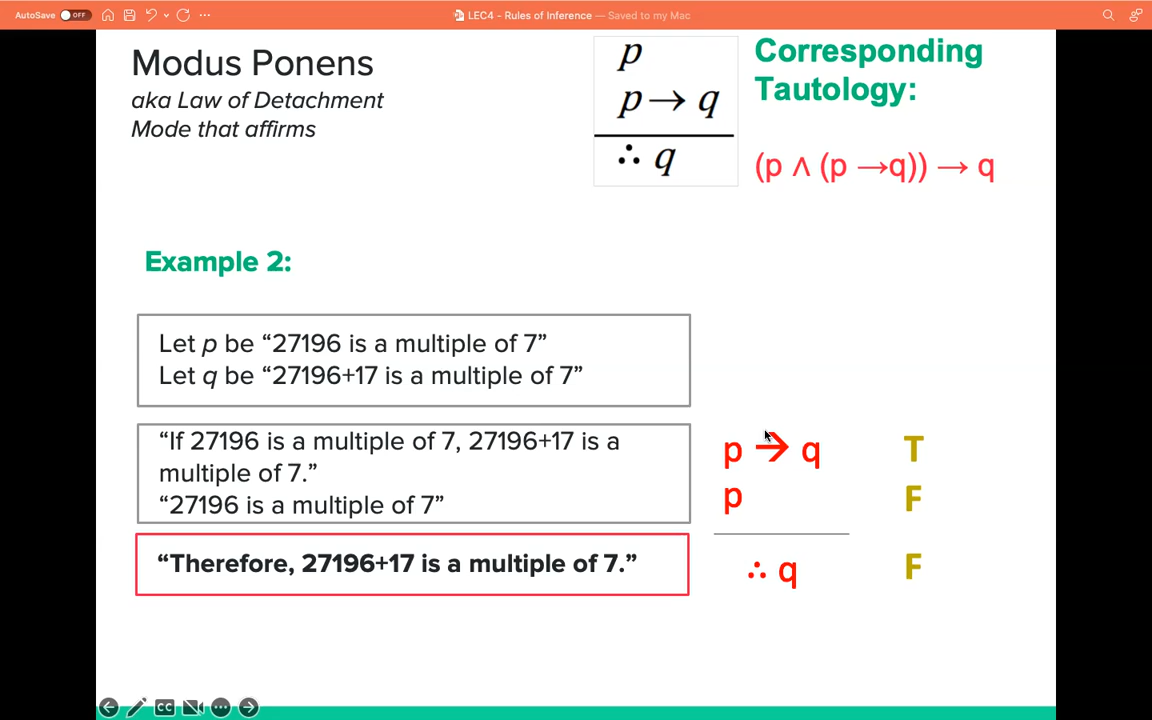 AutoSave OFF
LEC4 - Rules of Inference — Saved to my Mac
Modus Ponens
aka Law of Detachment
Mode that affirms
p
p → q
∴ q
Corresponding
Tautology:
(p ∧ (p →q)) → q
Example 2:
Let p be “27196 is a multiple of 7”
Let q be “27196+17 is a multiple of 7”
“If 27196 is a multiple of 7, 27196+17 is a
multiple of 7.”
“27196 is a multiple of 7”
p → q T
p F
“Therefore, 27196+17 is a multiple of 7.”
∴ q F
CC